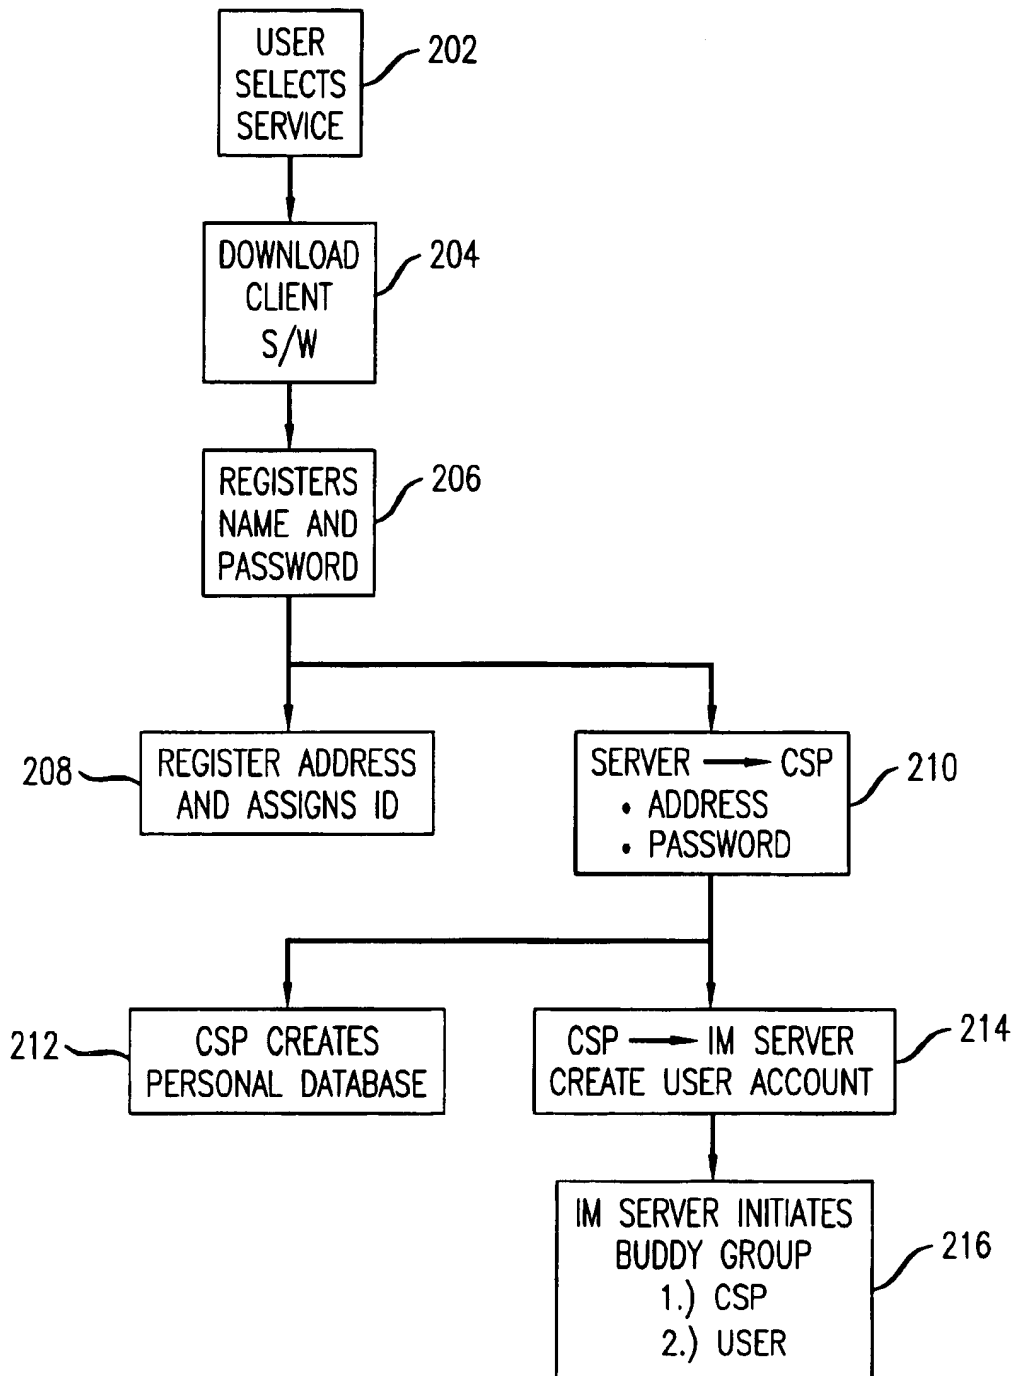 USER
SELECTS
SERVICE
202
DOWNLOAD
CLIENT
S/W
204
REGISTERS
NAME AND
PASSWORD
206
208
REGISTER ADDRESS
AND ASSIGNS ID
SERVER → CSP
• ADDRESS
• PASSWORD
210
212
CSP CREATES
PERSONAL DATABASE
CSP → IM SERVER
CREATE USER ACCOUNT
214
IM SERVER INITIATES
BUDDY GROUP
1.) CSP
2.) USER
216